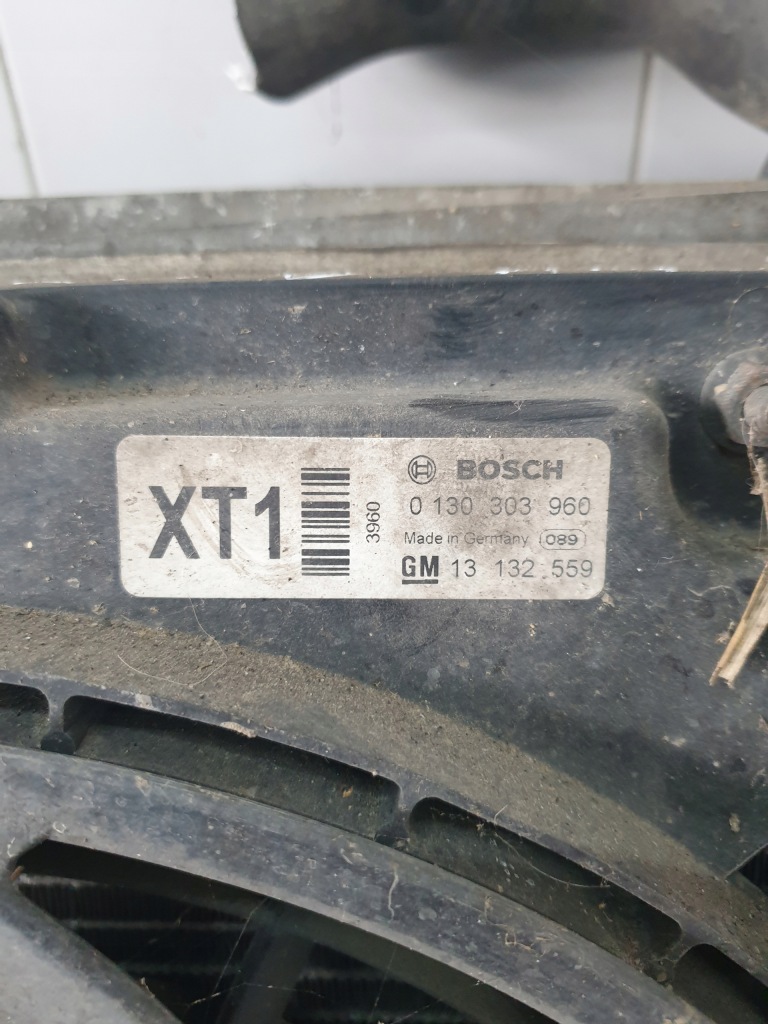 XT1
3960
BOSCH
0 130 303 960
Made in Germany 089
GM 13 132 559